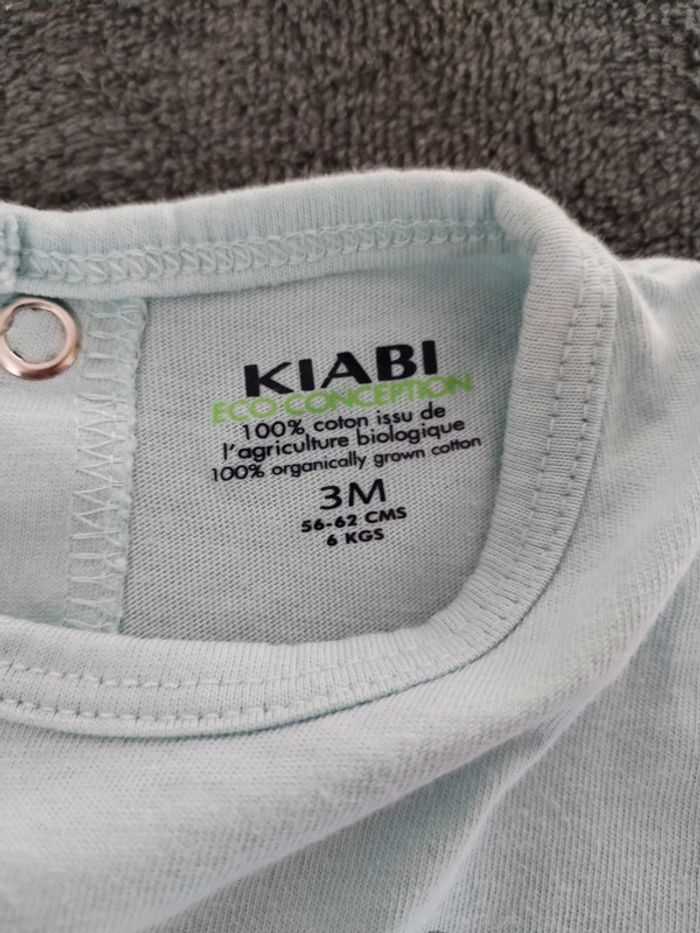 KIABI
ECO CONCEPTION
100% coton issu de
l'agriculture biologique
100% organically grown cotton
3M
56-62 CMS
6 KGS